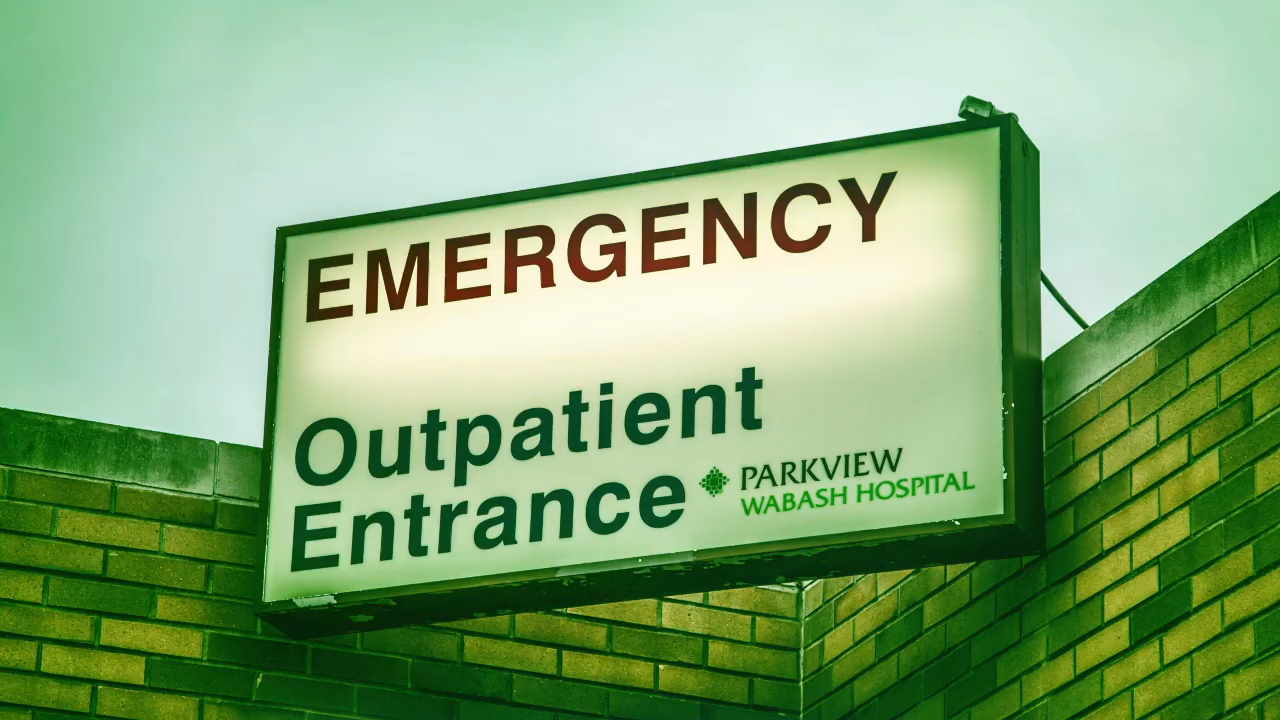 EMERGENCY
Outpatient
Entrance
PARKVIEW
WABASH HOSPITAL